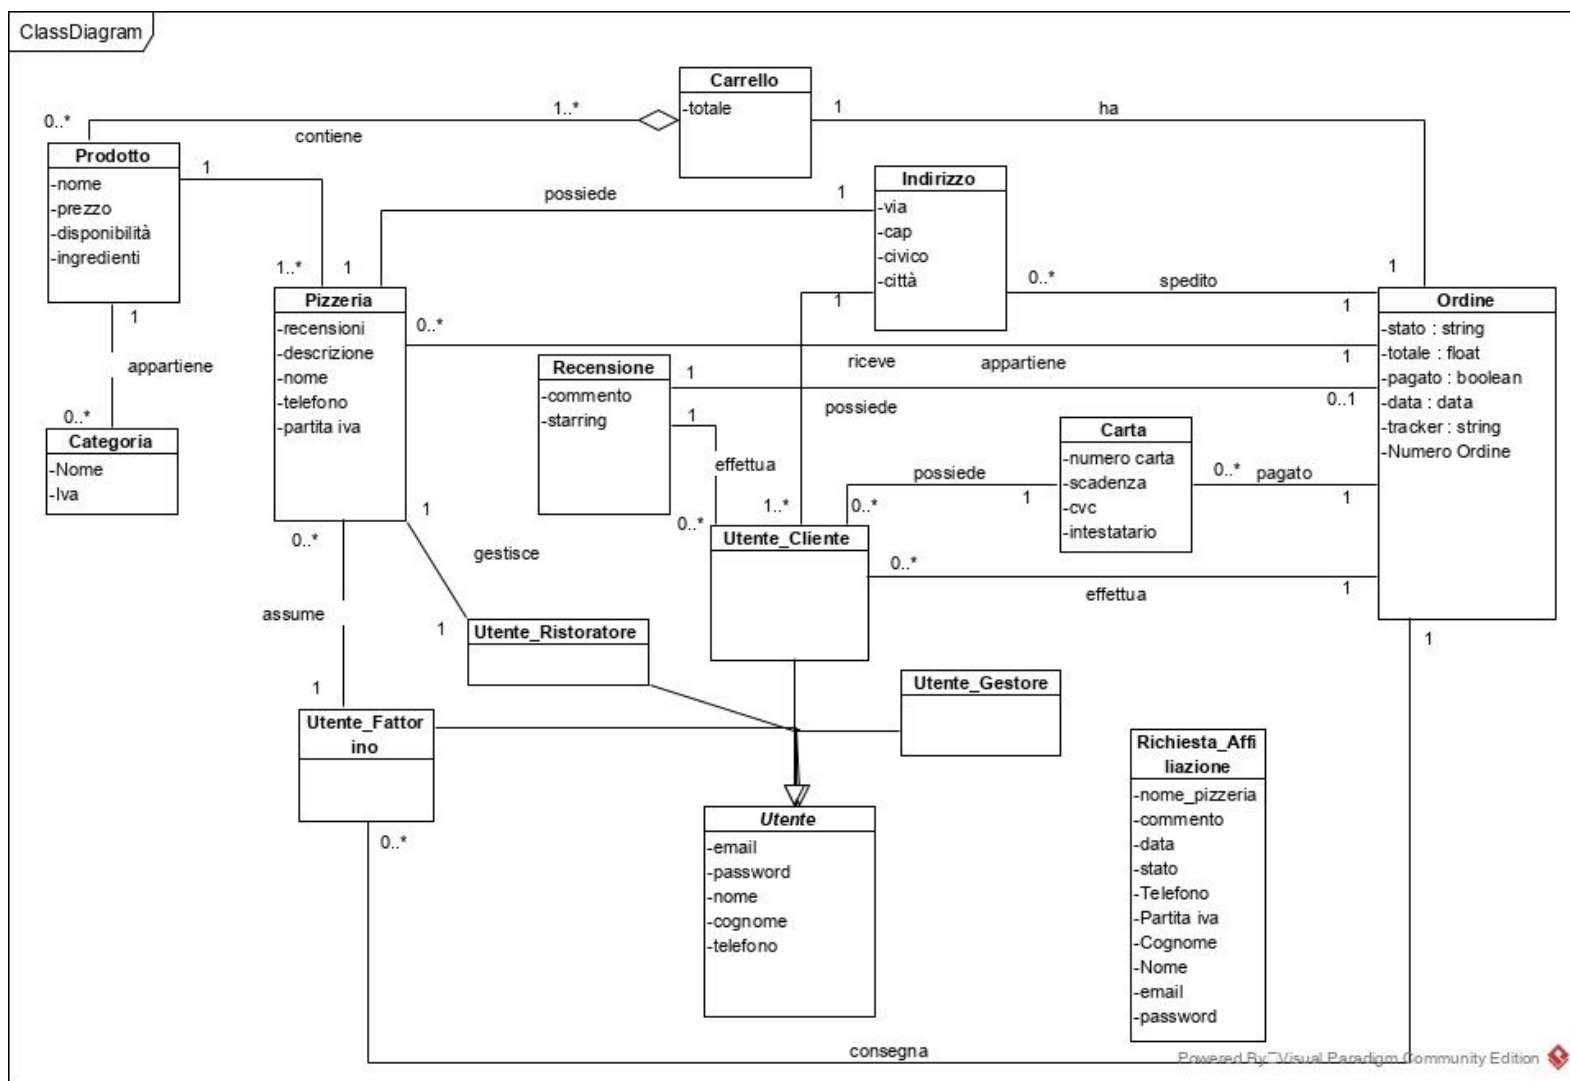 ClassDiagram
Carrello
-totale
1..*
0..*
contiene
1
ha
Prodotto
-nome
-prezzo
-disponibilità
-ingredienti
1
1..*
possiede
1
1
Indirizzo
-via
-cap
-civico
-città
1
0..*
spedito
1
1
Pizzeria
-recensioni
-descrizione
-nome
-telefono
-partita iva
0..*
riceve
appartiene
1
Ordine
-stato : string
-totale : float
-pagato : boolean
-data : data
-tracker : string
-Numero Ordine
1
appartiene
0..*
Categoria
-Nome
-Iva
Recensione
-commento
-starring
1
possiede
0..1
1
effettua
0..*
1..*
0..*
possiede
1
Carta
-numero carta
-scadenza
-cvc
-intestatario
0..*
pagato
1
Utente_Cliente
0..*
effettua
1
0..*
assume
1
1
gestisce
1
Utente_Ristoratore
Utente_Gestore
Utente_Fattor
ino
0..*
1
consegna
Utente
-email
-password
-nome
-cognome
-telefono
Richiesta_Affi
liazione
-nome_pizzeria
-commento
-data
-stato
-Telefono
-Partita iva
-Cognome
-Nome
-email
-password
Powered By Visual Paradigm Community Edition